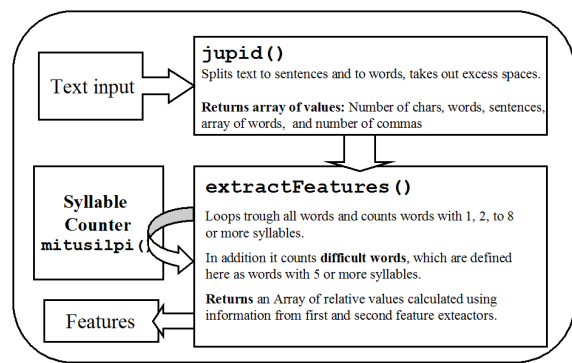 Text input
jupid()
Splits text to sentences and to words, takes out excess spaces.
Returns array of values: Number of chars, words, sentences,
array of words, and number of commas
Syllable
Counter
mitusilpi()
extractFeatures()
Loops trough all words and counts words with 1, 2, to 8
or more syllables.
In addition it counts difficult words, which are defined
here as words with 5 or more syllables.
Returns an Array of relative values calculated using
information from first and second feature exteactors.
Features